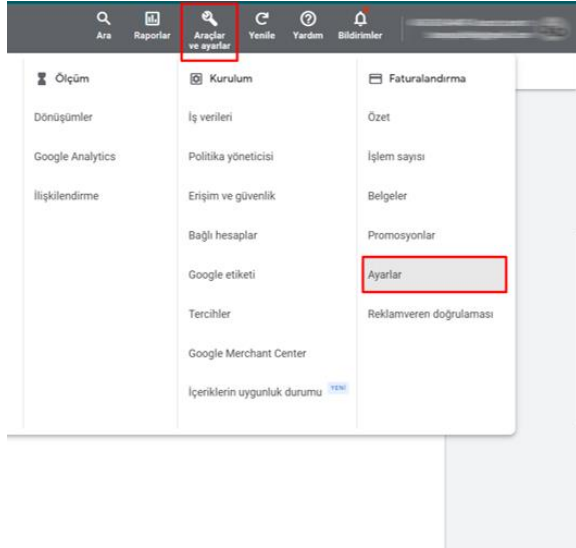 Ara
Raporlar
Araçlar
ve ayarlar
Yenile
Yardım
Bildirimler
Ölçüm
Dönüşümler
Google Analytics
İlişkilendirme
Kurulum
İş verileri
Politika yöneticisi
Erişim ve güvenlik
Bağlı hesaplar
Google etiketi
Tercihler
Google Merchant Center
İçeriklerin uygunluk durumu YENİ
Faturalandırma
Özet
İşlem sayısı
Belgeler
Promosyonlar
Ayarlar
Reklamveren doğrulaması